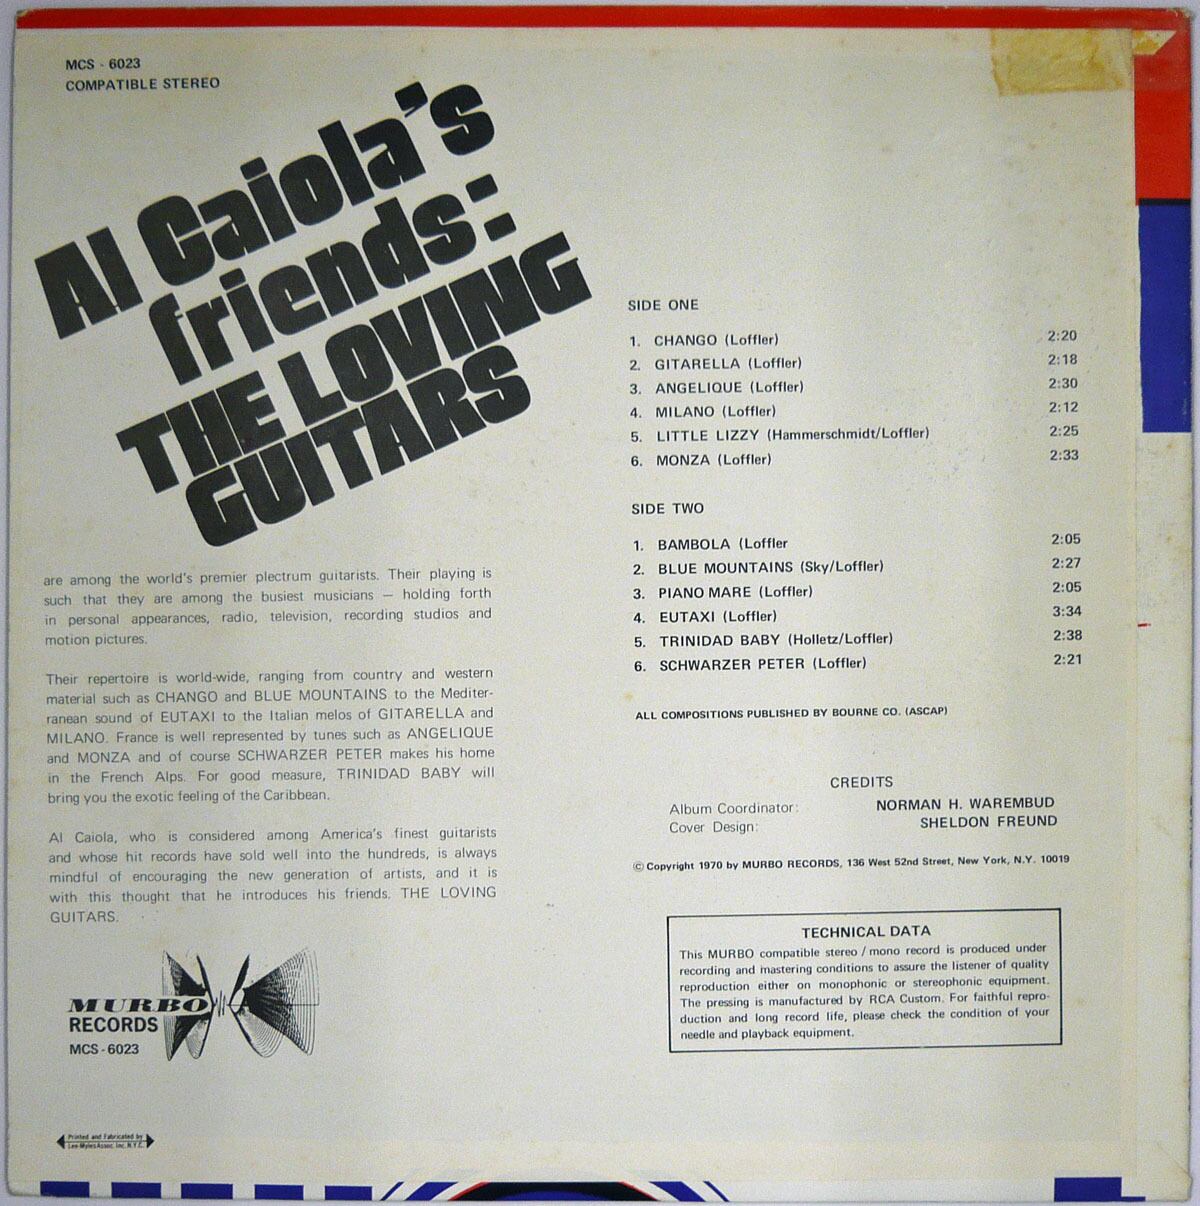 MCS - 6023
COMPATIBLE STEREO
Al Caiola's
friends:
THE LOVING
GUITARS
are among the world's premier plectrum guitarists. Their playing is
such that they are among the busiest musicians — holding forth
in personal appearances, radio, television, recording studios and
motion pictures.
Their repertoire is world-wide, ranging from country and western
material such as CHANGO and BLUE MOUNTAINS to the Mediter-
ranean sound of EUTAXI to the Italian melos of GITARELLA and
MILANO. France is well represented by tunes such as ANGELIQUE
and MONZA and of course SCHWARZER PETER makes his home
in the French Alps. For good measure, TRINIDAD BABY will
bring you the exotic feeling of the Caribbean.
Al Caiola, who is considered among America's finest guitarists
and whose hit records have sold well into the hundreds, is always
mindful of encouraging the new generation of artists, and it is
with this thought that he introduces his friends. THE LOVING
GUITARS.
MURBO
RECORDS
MCS - 6023
Printed and Fabricated by
Lee-Myles Assoc. Inc. N.Y.C.
SIDE ONE
1. CHANGO (Loffler) 2:20
2. GITARELLA (Loffler) 2:18
3. ANGELIQUE (Loffler) 2:30
4. MILANO (Loffler) 2:12
5. LITTLE LIZZY (Hammerschmidt/Loffler) 2:25
6. MONZA (Loffler) 2:33
SIDE TWO
1. BAMBOLA (Loffler 2:05
2. BLUE MOUNTAINS (Sky/Loffler) 2:27
3. PIANO MARE (Loffler) 2:05
4. EUTAXI (Loffler) 3:34
5. TRINIDAD BABY (Holletz/Loffler) 2:38
6. SCHWARZER PETER (Loffler) 2:21
ALL COMPOSITIONS PUBLISHED BY BOURNE CO. (ASCAP)
CREDITS
Album Coordinator: NORMAN H. WAREMBUD
Cover Design: SHELDON FREUND
© Copyright 1970 by MURBO RECORDS, 136 West 52nd Street, New York, N.Y. 10019
TECHNICAL DATA
This MURBO compatible stereo / mono record is produced under
recording and mastering conditions to assure the listener of quality
reproduction either on monophonic or stereophonic equipment.
The pressing is manufactured by RCA Custom. For faithful repro-
duction and long record life, please check the condition of your
needle and playback equipment.